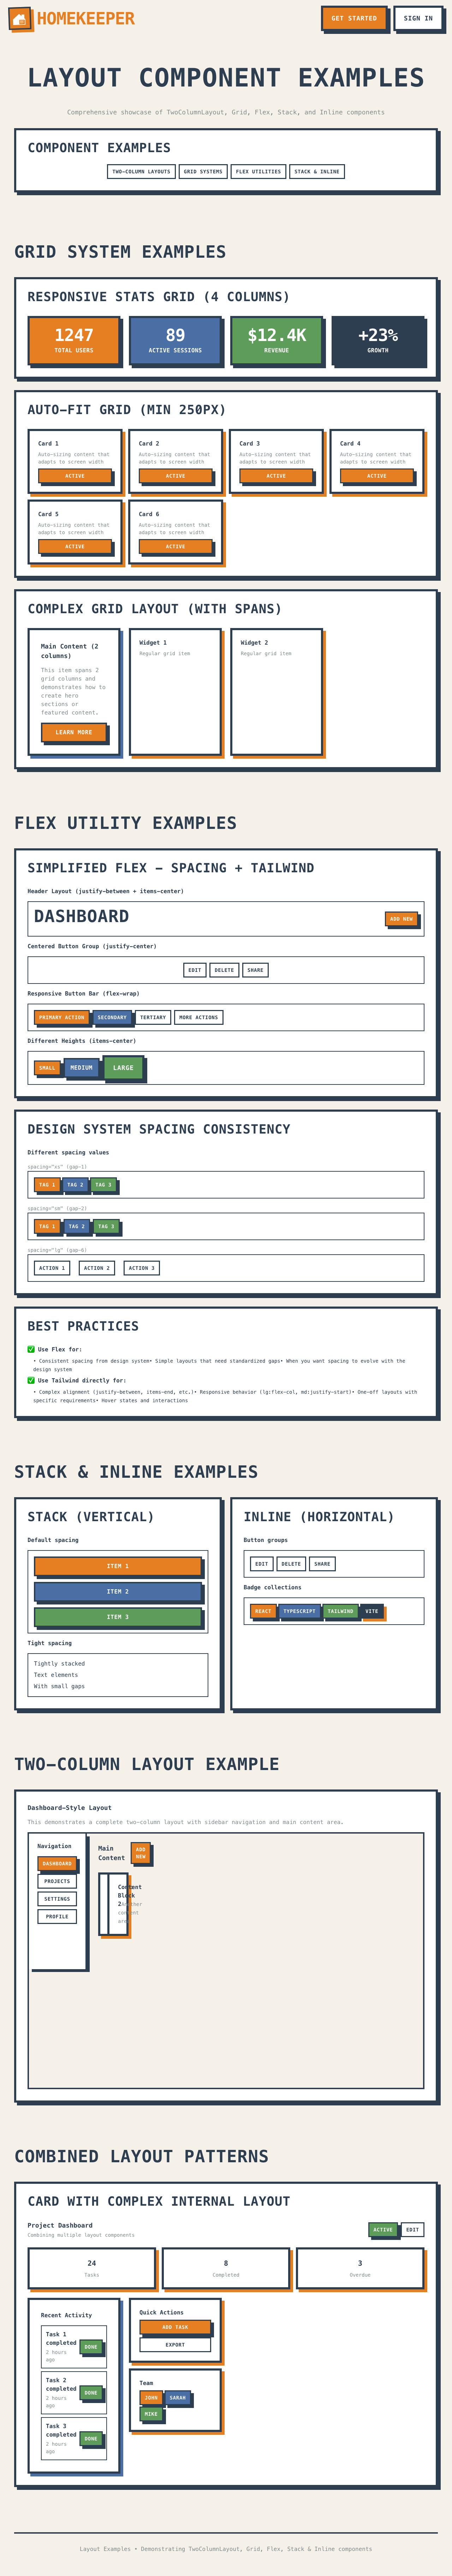 HOMEKEEPER
GET STARTED
SIGN IN
LAYOUT COMPONENT EXAMPLES
Comprehensive showcase of TwoColumnLayout, Grid, Flex, Stack, and Inline components
COMPONENT EXAMPLES
TWO-COLUMN LAYOUTS
GRID SYSTEMS
FLEX UTILITIES
STACK & INLINE
GRID SYSTEM EXAMPLES
RESPONSIVE STATS GRID (4 COLUMNS)
1247
TOTAL USERS
89
ACTIVE SESSIONS
$12.4K
REVENUE
+23%
GROWTH
AUTO-FIT GRID (MIN 250PX)
Card 1
Auto-sizing content that
adapts to screen width
ACTIVE
Card 2
Auto-sizing content that
adapts to screen width
ACTIVE
Card 3
Auto-sizing content that
adapts to screen width
ACTIVE
Card 4
Auto-sizing content that
adapts to screen width
ACTIVE
Card 5
Auto-sizing content that
adapts to screen width
ACTIVE
Card 6
Auto-sizing content that
adapts to screen width
ACTIVE
COMPLEX GRID LAYOUT (WITH SPANS)
Main Content (2
columns)
This item spans 2
grid columns and
demonstrates how to
create hero
sections or
featured content.
LEARN MORE
Widget 1
Regular grid item
Widget 2
Regular grid item
FLEX UTILITY EXAMPLES
SIMPLIFIED FLEX - SPACING + TAILWIND
Header Layout (justify-between + items-center)
DASHBOARD
ADD NEW
Centered Button Group (justify-center)
EDIT
DELETE
SHARE
Responsive Button Bar (flex-wrap)
PRIMARY ACTION
SECONDARY
TERTIARY
MORE ACTIONS
Different Heights (items-center)
SMALL
MEDIUM
LARGE
DESIGN SYSTEM SPACING CONSISTENCY
Different spacing values
spacing="xs" (gap-1)
TAG 1
TAG 2
TAG 3
spacing="sm" (gap-2)
TAG 1
TAG 2
TAG 3
spacing="lg" (gap-6)
ACTION 1
ACTION 2
ACTION 3
BEST PRACTICES
✅ Use Flex for:
• Consistent spacing from design system• Simple layouts that need standardized gaps• When you want spacing to evolve with the
design system
✅ Use Tailwind directly for:
• Complex alignment (justify-between, items-end, etc.)• Responsive behavior (lg:flex-col, md:justify-start)• One-off layouts with
specific requirements• Hover states and interactions
STACK & INLINE EXAMPLES
STACK (VERTICAL)
Default spacing
ITEM 1
ITEM 2
ITEM 3
Tight spacing
Tightly stacked
Text elements
With small gaps
INLINE (HORIZONTAL)
Button groups
EDIT
DELETE
SHARE
Badge collections
REACT
TYPESCRIPT
TAILWIND
VITE
TWO-COLUMN LAYOUT EXAMPLE
Dashboard-Style Layout
This demonstrates a complete two-column layout with sidebar navigation and main content area.
Navigation
DASHBOARD
PROJECTS
SETTINGS
PROFILE
Main
Content
ADD
NEW
Content
Block
2Another
content
area
COMBINED LAYOUT PATTERNS
CARD WITH COMPLEX INTERNAL LAYOUT
Project Dashboard
Combining multiple layout components
ACTIVE
EDIT
24
Tasks
8
Completed
3
Overdue
Recent Activity
Task 1
completed
2 hours
ago
DONE
Task 2
completed
2 hours
ago
DONE
Task 3
completed
2 hours
ago
DONE
Quick Actions
ADD TASK
EXPORT
Team
JOHN
SARAH
MIKE
Layout Examples • Demonstrating TwoColumnLayout, Grid, Flex, Stack & Inline components